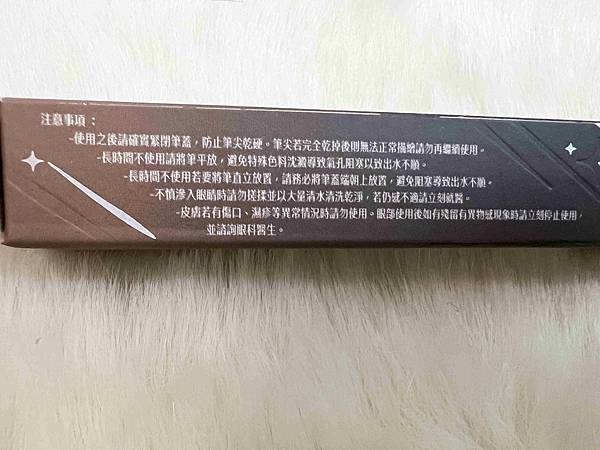 注意事項：
-使用之後請確實緊閉筆蓋，防止筆尖乾硬。筆尖若完全乾掉後則無法正常描繪請勿再繼續使用。
-長時間不使用請將筆平放，避免特殊色料沈澱導致氣孔阻塞以致出水不順。
-長時間不使用若要將筆直立放置，請務必將筆蓋端朝上放置，避免阻塞導致出水不順。
-不慎滲入眼睛時請勿搓揉並以大量清水清洗乾淨，若仍感不適請立刻就醫。
-皮膚若有傷口、濕疹等異常情況時請勿使用。眼部使用後如有殘留有異物感現象時請立刻停止使用，
並諮詢眼科醫生。